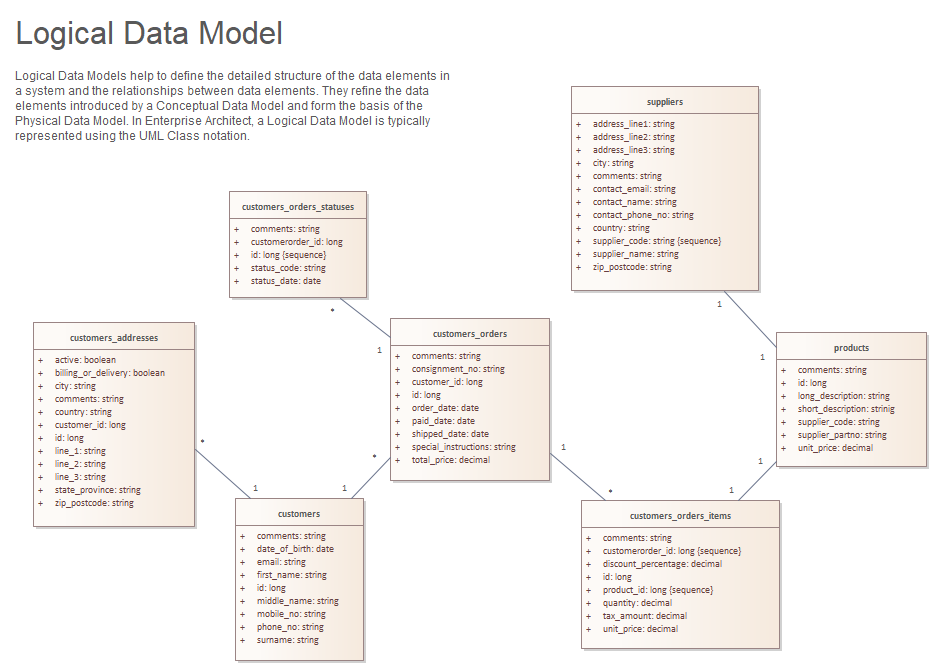 Logical Data Model
Logical Data Models help to define the detailed structure of the data elements in
a system and the relationships between data elements. They refine the data
elements introduced by a Conceptual Data Model and form the basis of the
Physical Data Model. In Enterprise Architect, a Logical Data Model is typically
represented using the UML Class notation.
suppliers
+ address_line1: string
+ address_line2: string
+ address_line3: string
+ city: string
+ comments: string
+ contact_email: string
+ contact_name: string
+ contact_phone_no: string
+ country: string
+ supplier_code: string {sequence}
+ supplier_name: string
+ zip_postcode: string
customers_orders_statuses
+ comments: string
+ customerorder_id: long
+ id: long {sequence}
+ status_code: string
+ status_date: date
customers_addresses
+ active: boolean
+ billing_or_delivery: boolean
+ city: string
+ comments: string
+ country: string
+ customer_id: long
+ id: long
+ line_1: string
+ line_2: string
+ line_3: string
+ state_province: string
+ zip_postcode: string
customers_orders
+ comments: string
+ consignment_no: string
+ customer_id: long
+ id: long
+ order_date: date
+ paid_date: date
+ shipped_date: date
+ special_instructions: string
+ total_price: decimal
products
+ comments: string
+ id: long
+ long_description: string
+ short_description: strinig
+ supplier_code: string
+ supplier_partno: string
+ unit_price: decimal
customers
+ comments: string
+ date_of_birth: date
+ email: string
+ first_name: string
+ id: long
+ middle_name: string
+ mobile_no: string
+ phone_no: string
+ surname: string
customers_orders_items
+ comments: string
+ customerorder_id: long {sequence}
+ discount_percentage: decimal
+ id: long
+ product_id: long {sequence}
+ quantity: decimal
+ tax_amount: decimal
+ unit_price: decimal
*
1
*
1
*
1
1
*
1
1
1
1